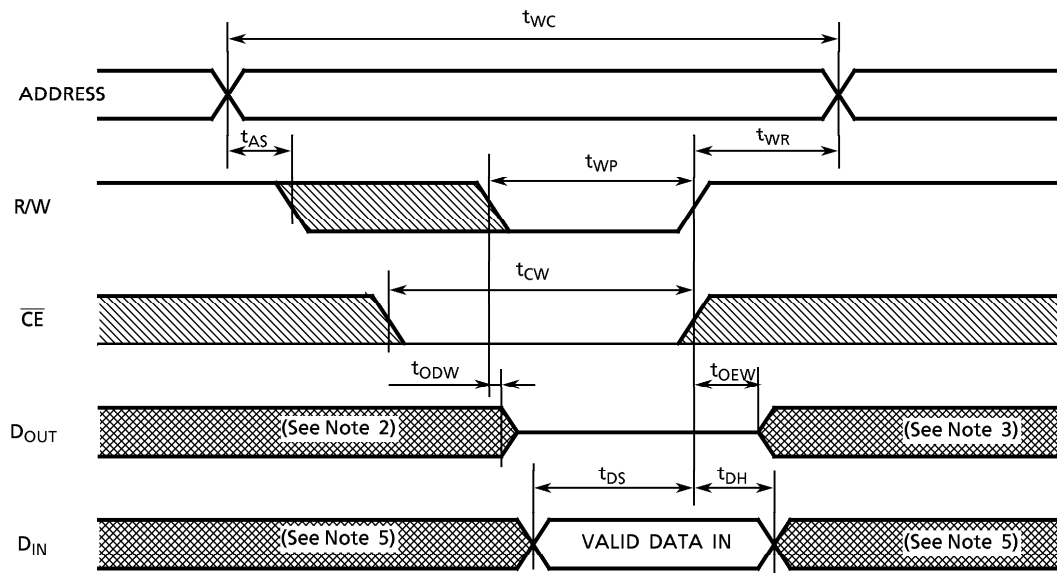 tWC
ADDRESS
tAS
tWR
tWP
R/W
tCW
CE
tODW
tOEW
DOUT
(See Note 2)
(See Note 3)
tDS
tDH
DIN
(See Note 5)
VALID DATA IN
(See Note 5)